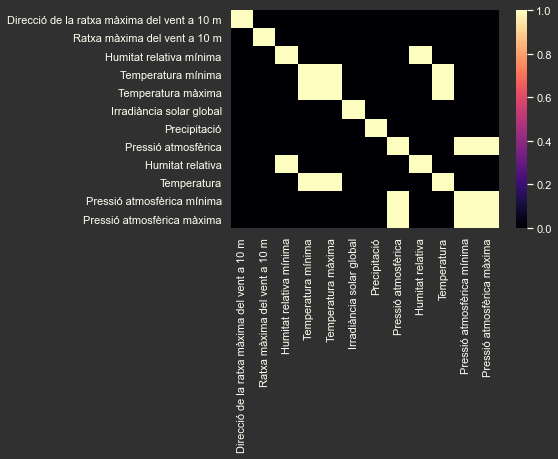 Direcció de la ratxa màxima del vent a 10 m
Ratxa màxima del vent a 10 m
Humitat relativa mínima
Temperatura mínima
Temperatura màxima
Irradiància solar global
Precipitació
Pressió atmosfèrica
Humitat relativa
Temperatura
Pressió atmosfèrica mínima
Pressió atmosfèrica màxima
1.0
0.8
0.6
0.4
0.2
0.0
Direcció de la ratxa màxima del vent a 10 m
Ratxa màxima del vent a 10 m
Humitat relativa mínima
Temperatura mínima
Temperatura màxima
Irradiància solar global
Precipitació
Pressió atmosfèrica
Humitat relativa
Temperatura
Pressió atmosfèrica mínima
Pressió atmosfèrica màxima